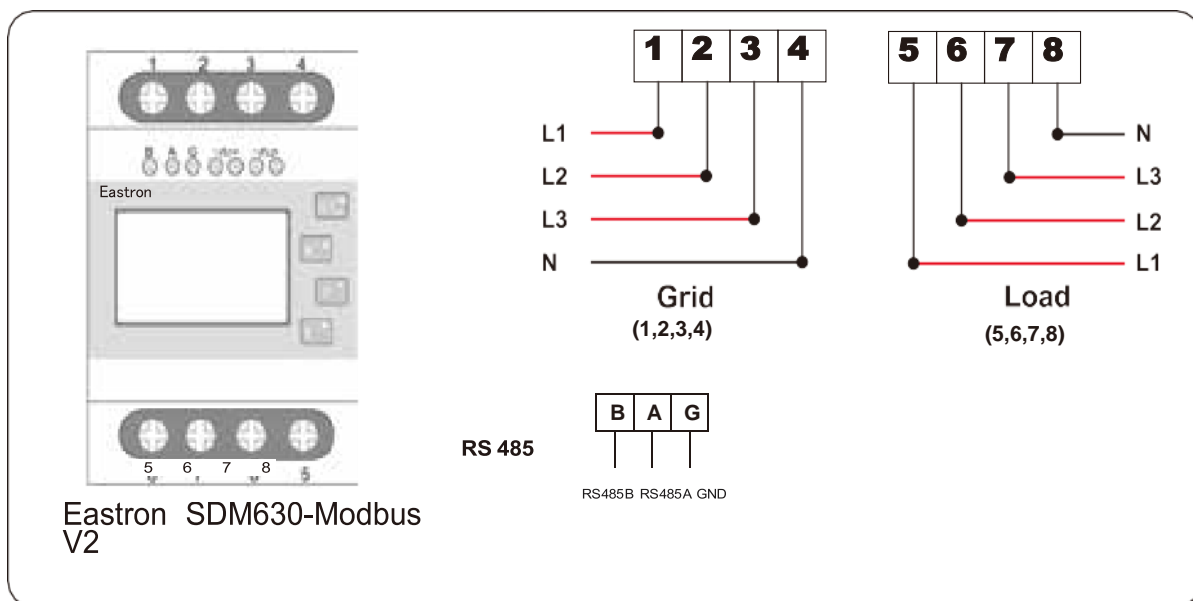 1 2 3 4
B A G
Eastron
5 6 7 8 5
Eastron SDM630-Modbus
V2
1 2 3 4
L1
L2
L3
N
Grid
(1,2,3,4)
5 6 7 8
N
L3
L2
L1
Load
(5,6,7,8)
RS 485
B A G
RS485B RS485A GND